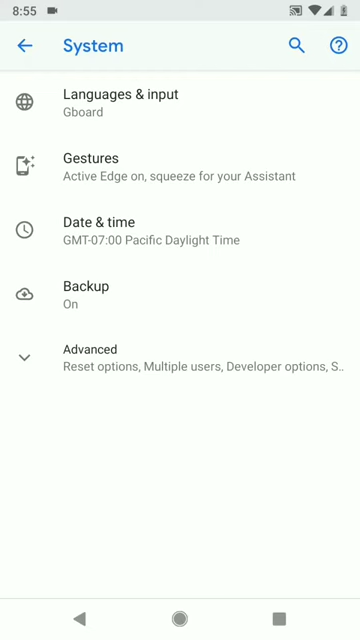 8:55
System
Languages & input
Gboard
Gestures
Active Edge on, squeeze for your Assistant
Date & time
GMT-07:00 Pacific Daylight Time
Backup
On
Advanced
Reset options, Multiple users, Developer options, S..